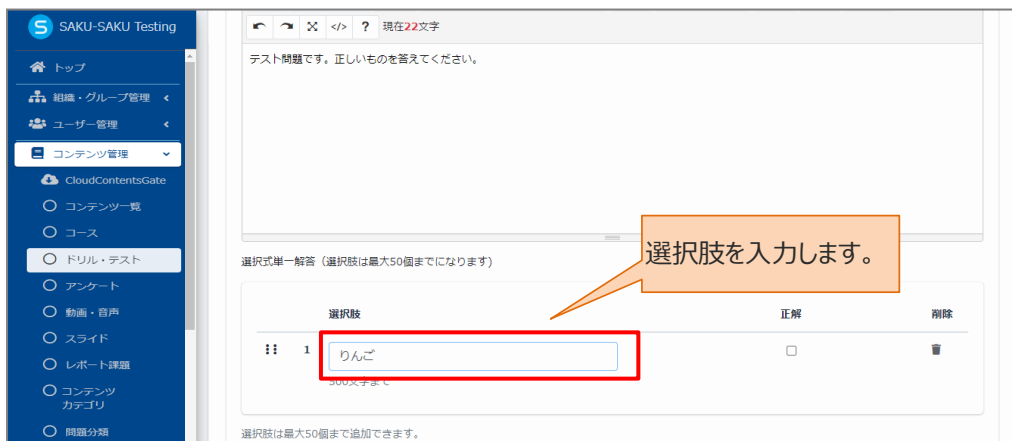 SAKU-SAKU Testing
トップ
組織・グループ管理
ユーザー管理
コンテンツ管理
CloudContentsGate
コンテンツ一覧
コース
ドリル・テスト
アンケート
動画・音声
スライド
レポート課題
コンテンツ
カテゴリ
問題分類
</> ? 現在22文字
テスト問題です。正しいものを答えてください。
選択肢を入力します。
選択式単一解答（選択肢は最大50個までになります)
選択肢 正解 削除
1 りんご
500文字まで
選択肢は最大50個まで追加できます。